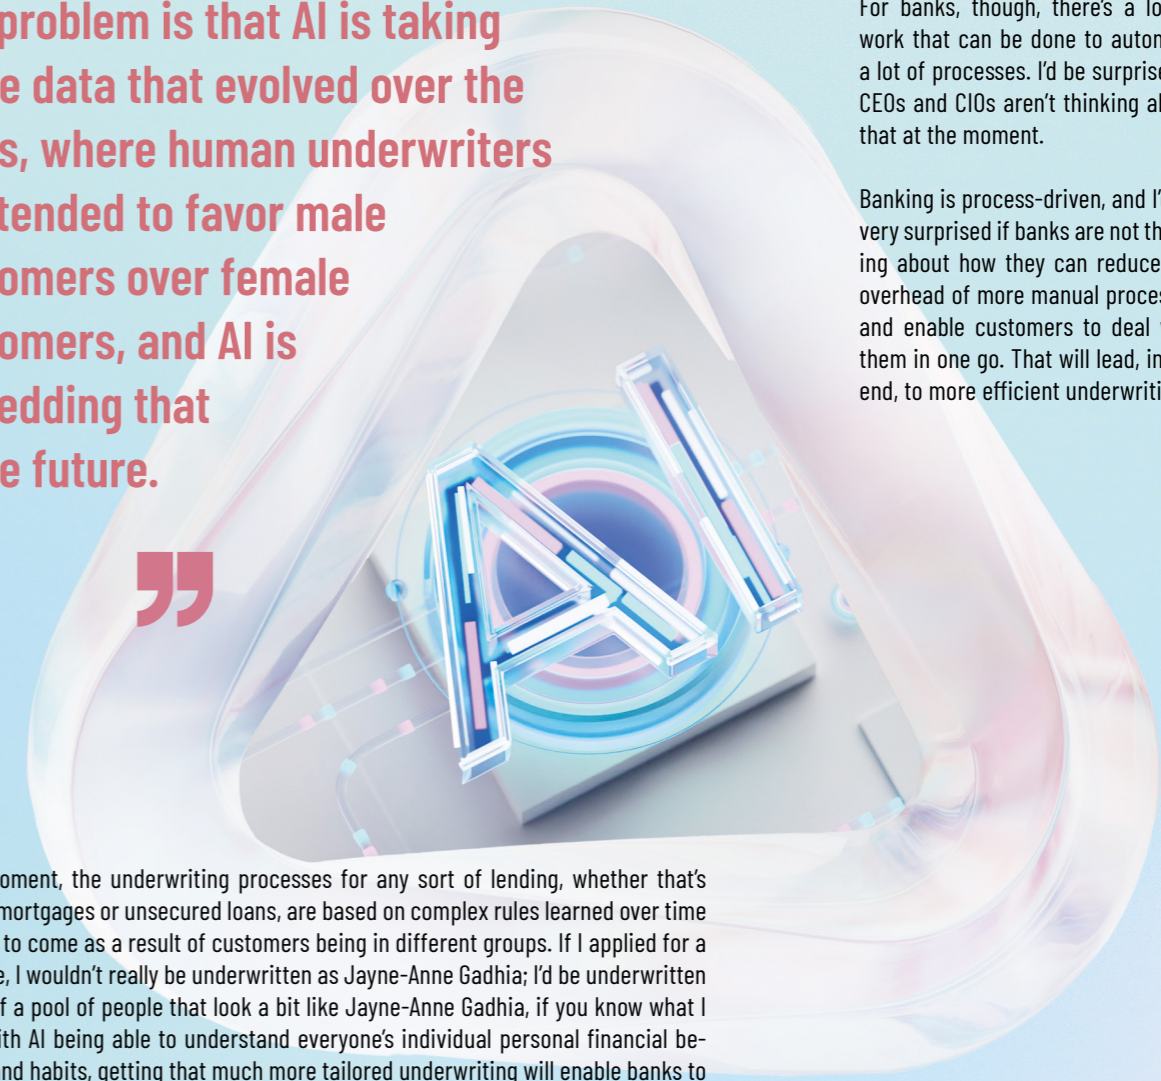 problem is that AI is taking
e data that evolved over the
s, where human underwriters
tended to favor male
omers over female
omers, and AI is
edding that
e future.
”
For banks, though, there's a lo
work that can be done to autom
a lot of processes. I'd be surprise
CEOs and CIOs aren't thinking al
that at the moment.
Banking is process-driven, and I'
very surprised if banks are not th
ing about how they can reduce
overhead of more manual proces
and enable customers to deal
them in one go. That will lead, in
end, to more efficient underwriti
AI
oment, the underwriting processes for any sort of lending, whether that's
mortgages or unsecured loans, are based on complex rules learned over time
to come as a result of customers being in different groups. If I applied for a
e, I wouldn't really be underwritten as Jayne-Anne Gadhia; I'd be underwritten
f a pool of people that look a bit like Jayne-Anne Gadhia, if you know what I
ith AI being able to understand everyone's individual personal financial be-
nd habits, getting that much more tailored underwriting will enable banks to